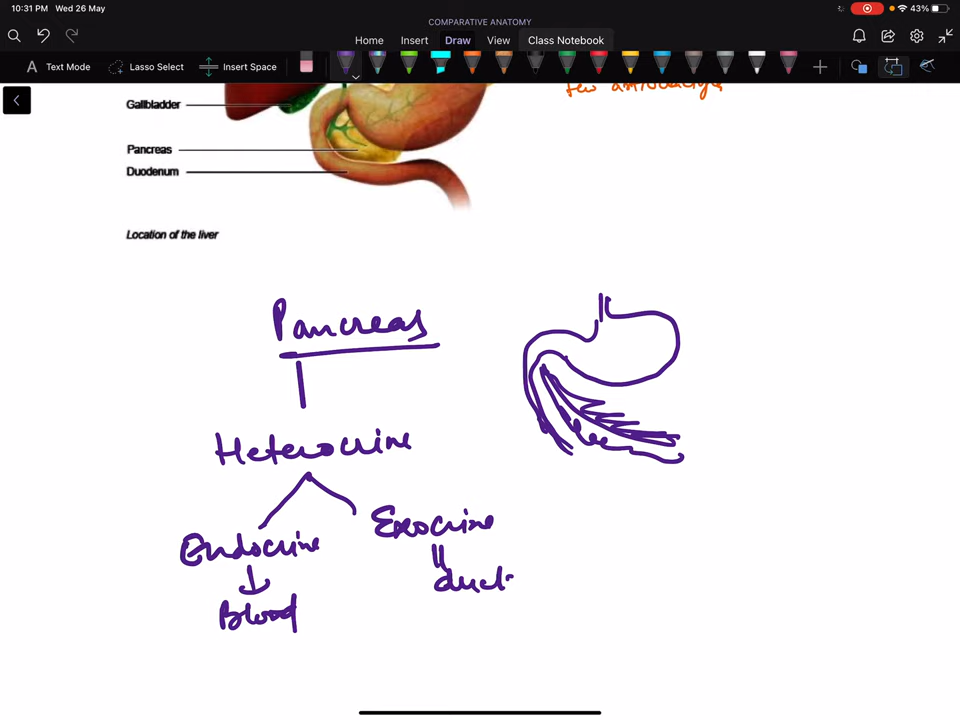 10:31 PM Wed 26 May
43%
COMPARATIVE ANATOMY
Home Insert Draw View Class Notebook
Text Mode Lasso Select Insert Space
few
Gallbladder
Pancreas
Duodenum
Location of the liver
Pancreas
Heterocrine
Endocrine Exocrine
Blood duct